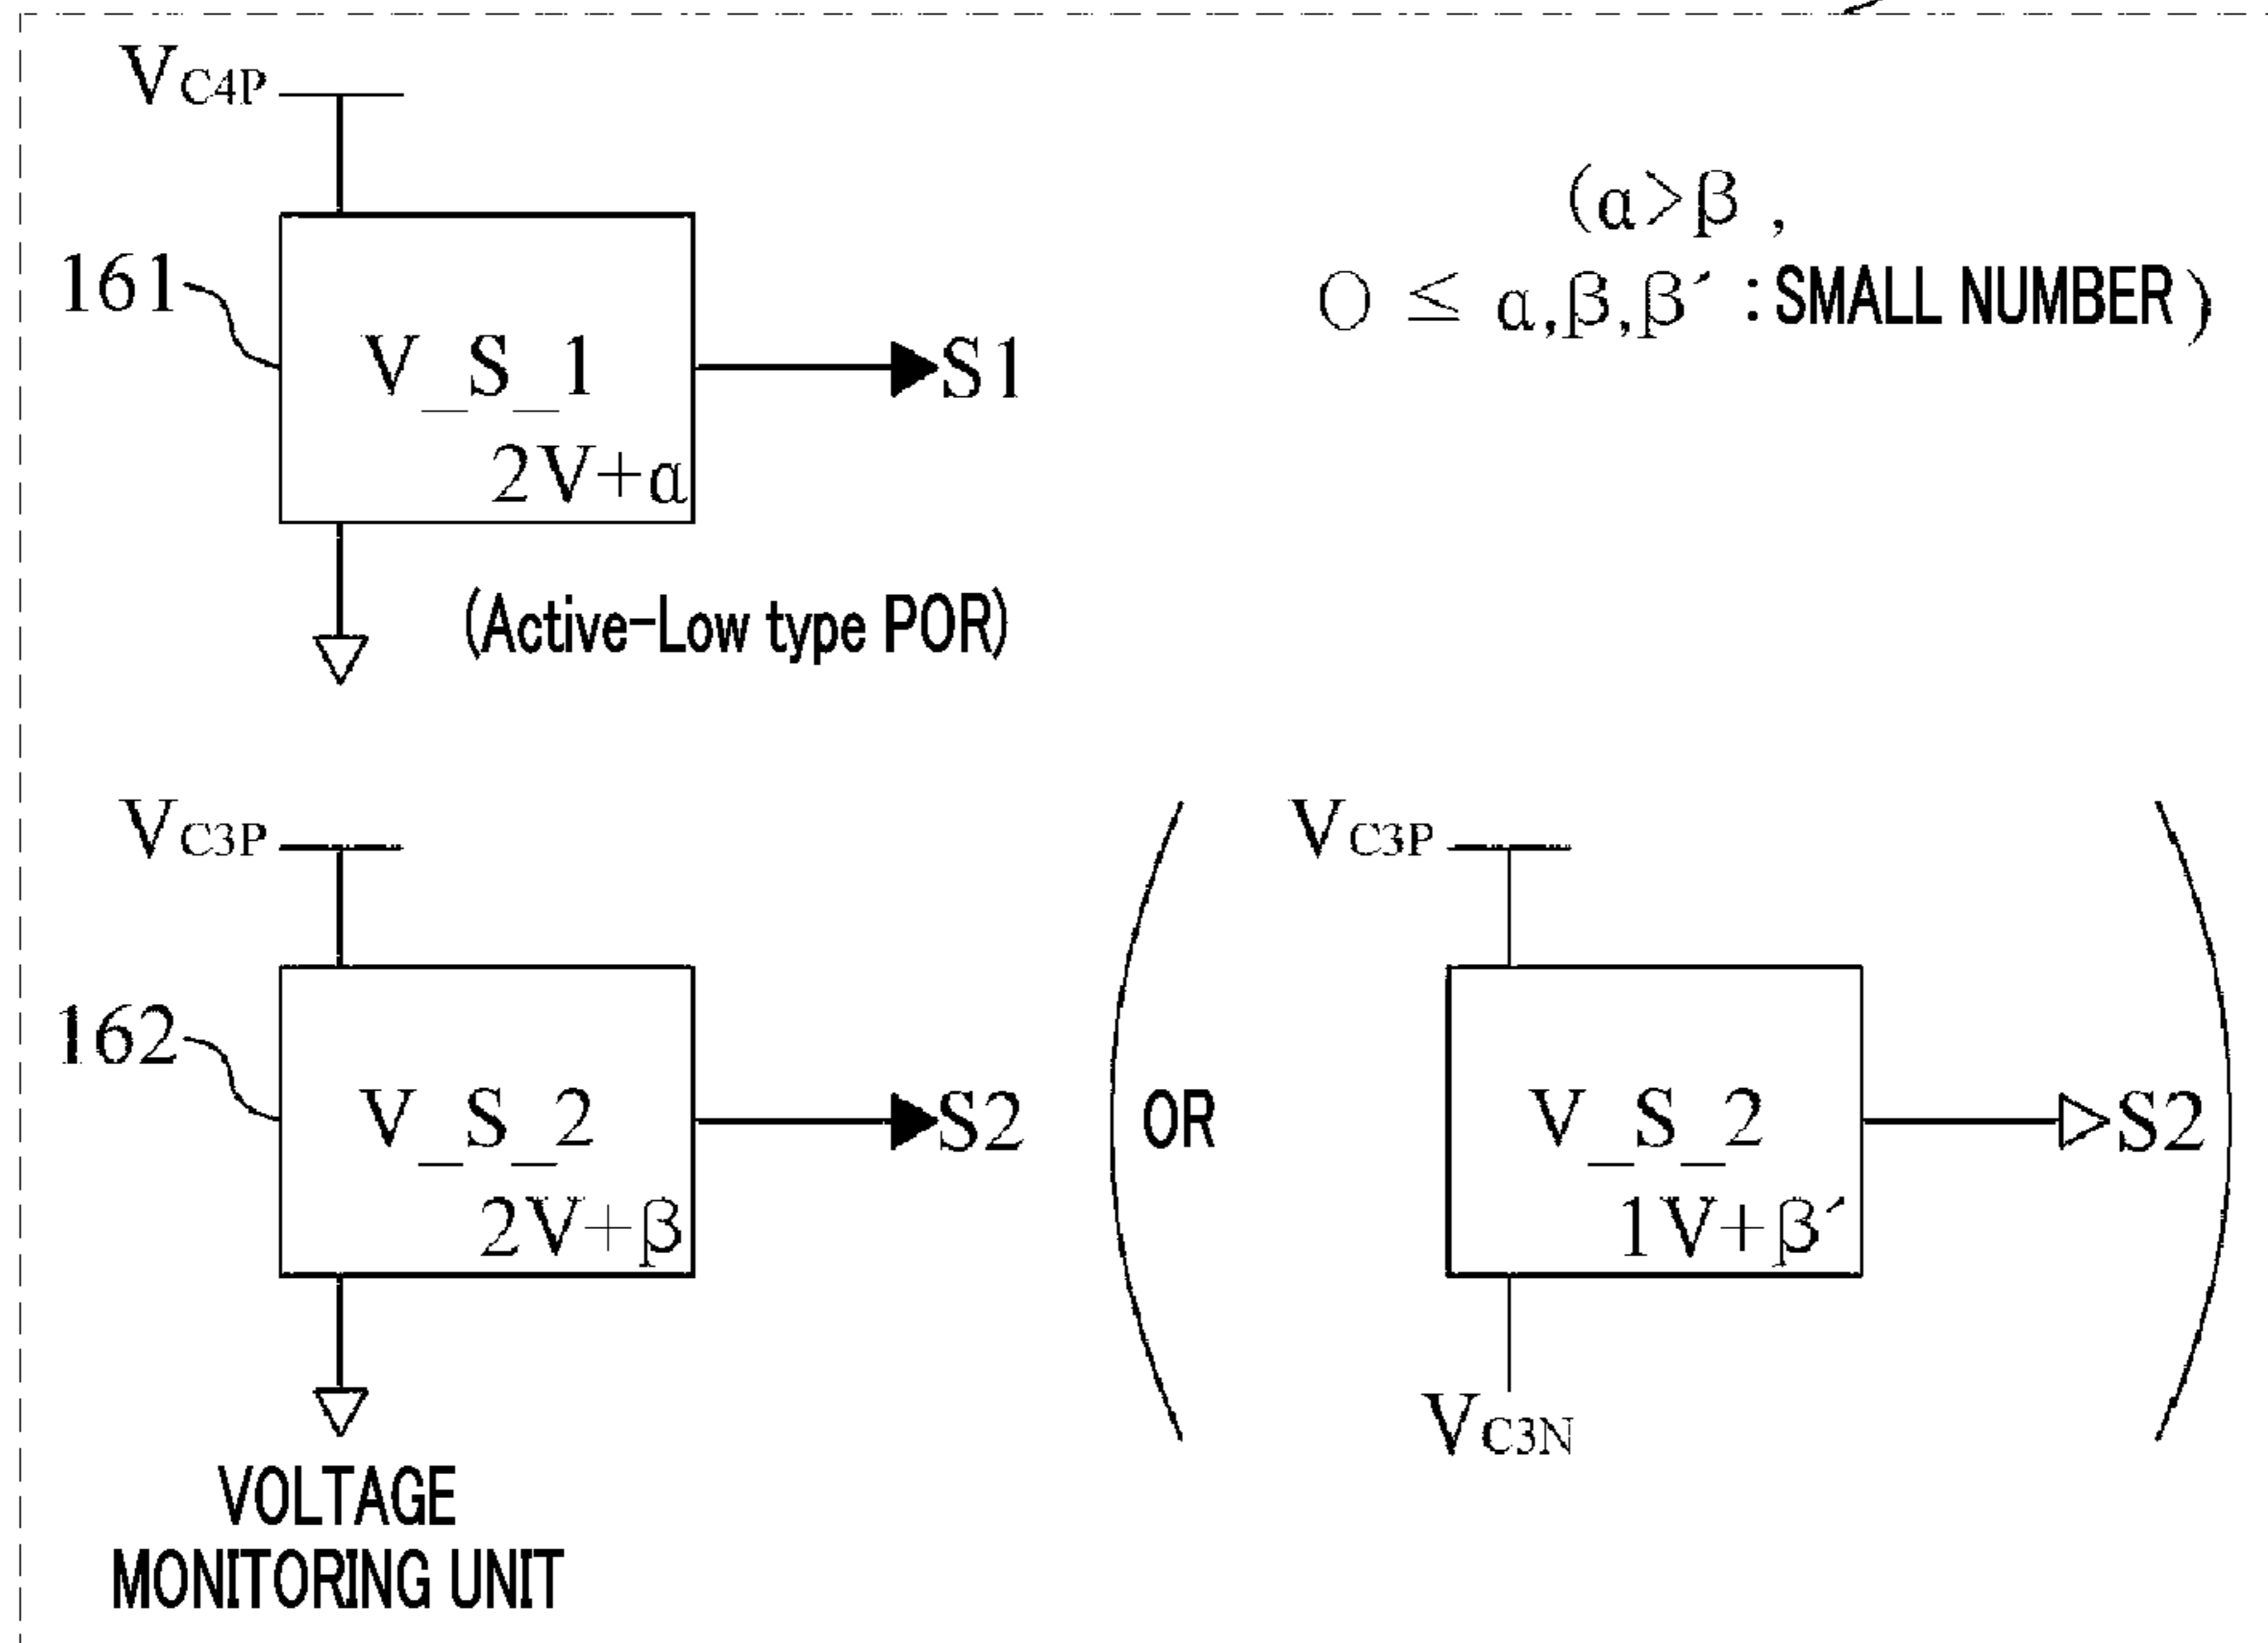 VC4P
(α>β ,
0 ≤ α,β,β′ : SMALL NUMBER)
161
V_S_1
2V+α
S1
(Active-Low type POR)
VC3P
162
V_S_2
2V+β
S2
VOLTAGE
MONITORING UNIT
(OR
VC3P
V_S_2
1V+β′
S2)
VC3N